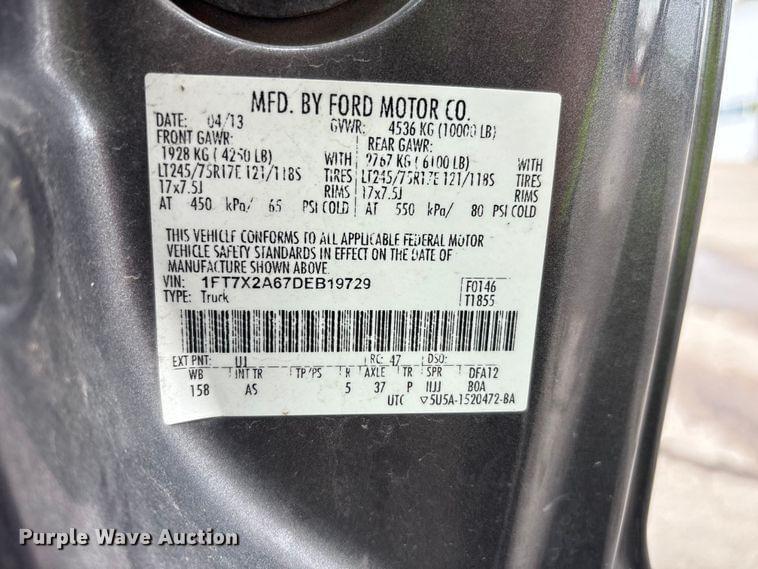 MFD. BY FORD MOTOR CO.
DATE: 04/13 GVWR: 4536 KG (10000 LB)
FRONT GAWR: REAR GAWR:
1928 KG (4250 LB) WITH 2767 KG (6100 LB) WITH
LT245/75R17E 121/118S TIRES LT245/75R17E 121/118S TIRES
17x7.5J RIMS 17x7.5J RIMS
AT 450 kPa/ 65 PSI COLD AT 550 kPa/ 80 PSI COLD
THIS VEHICLE CONFORMS TO ALL APPLICABLE FEDERAL MOTOR
VEHICLE SAFETY STANDARDS IN EFFECT ON THE DATE OF
MANUFACTURE SHOWN ABOVE.
VIN: 1FT7X2A67DEB19729 F0146
TYPE: Truck T1855
EXT PNT: UJ RC: 47 DSO:
WB INT TR TP/PS R AXLE TR SPR DFA12
158 AS 5 37 P IIJJ B0A
UTC ▽5U5A-1520472-BA
Purple Wave Auction